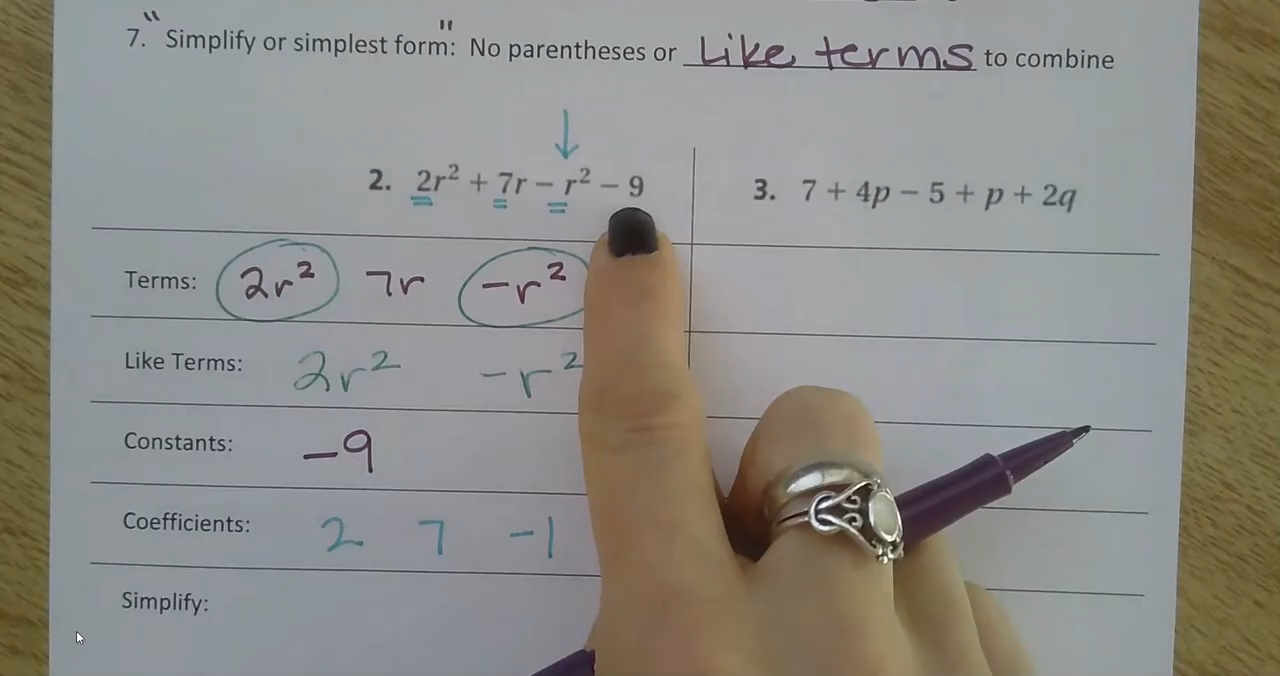 7. "Simplify or simplest form": No parentheses or like terms to combine
2. 2r² + 7r − r² − 9
3. 7 + 4p − 5 + p + 2q
Terms: 2r² 7r −r²
Like Terms: 2r² −r²
Constants: −9
Coefficients: 2 7 −1
Simplify: